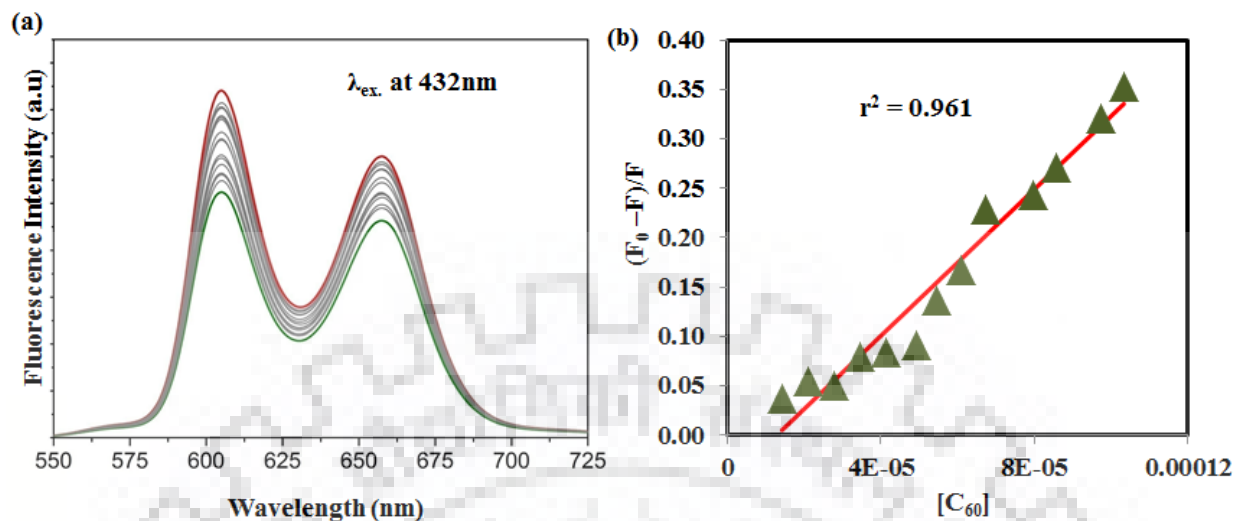 (a)
λex. at 432nm
Fluorescence Intensity (a.u)
550 575 600 625 650 675 700 725
Wavelength (nm)
(b)
(F0 –F)/F
0.40
0.35
0.30
0.25
0.20
0.15
0.10
0.05
0.00
r² = 0.961
0 4E-05 8E-05 0.00012
[C60]